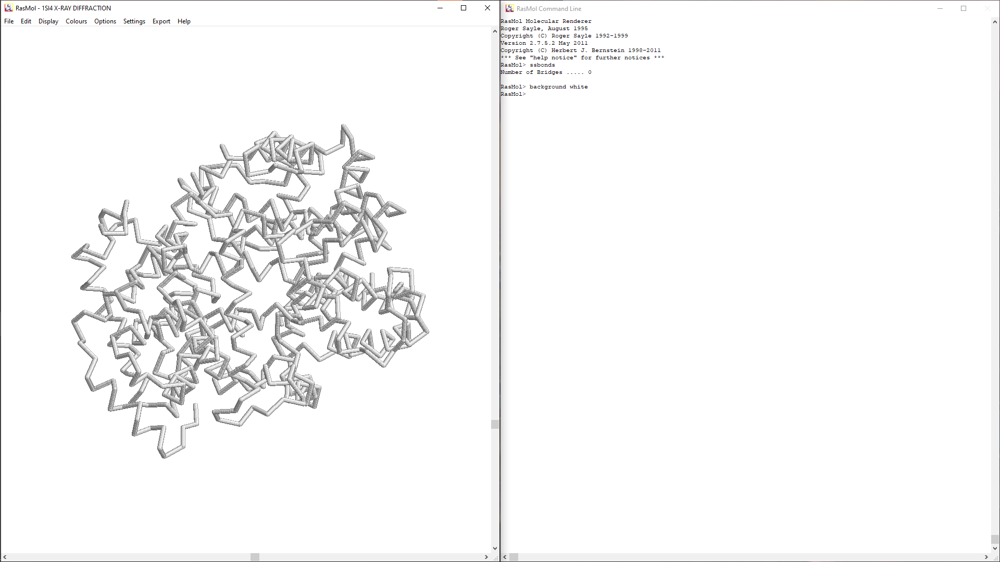 RasMol - 1SI4 X-RAY DIFFRACTION
File Edit Display Colours Options Settings Export Help
RasMol Command Line
RasMol Molecular Renderer
Roger Sayle, August 1995
Copyright (C) Roger Sayle 1992-1999
Version 2.7.5.2 May 2011
Copyright (C) Herbert J. Bernstein 1998-2011
*** See "help notice" for further notices ***
RasMol> ssbonds
Number of Bridges ..... 0
RasMol> background white
RasMol>